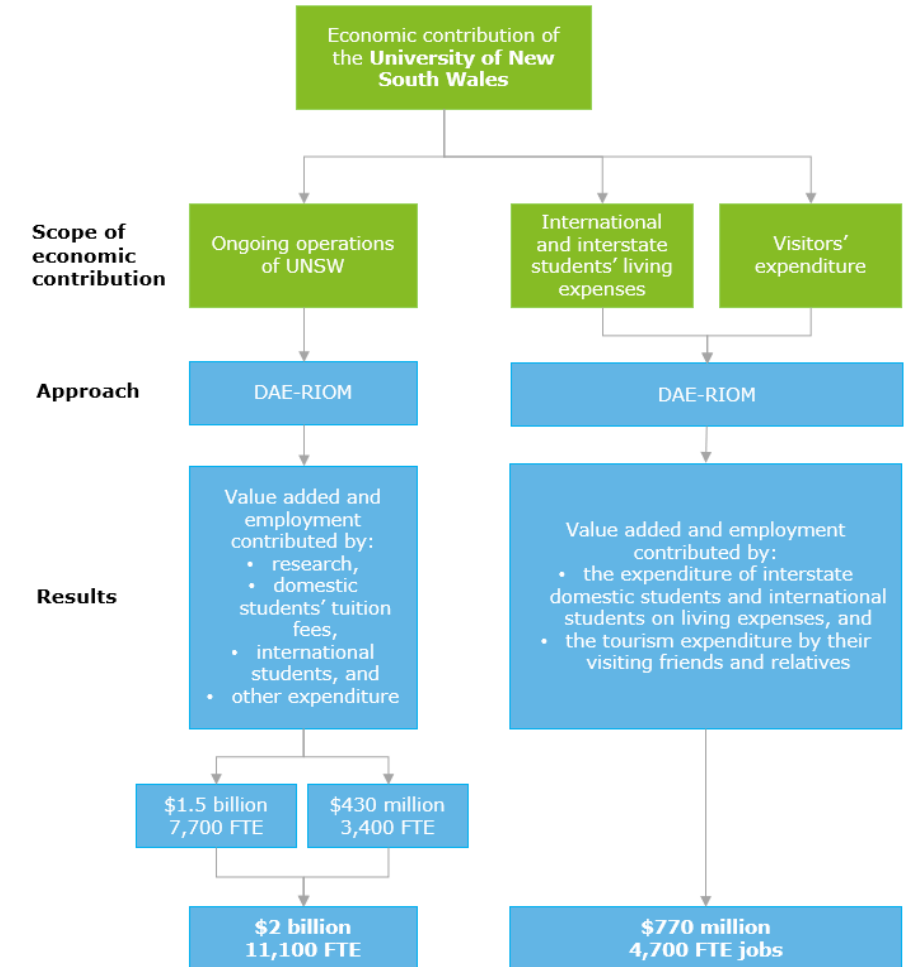 Economic contribution of
the University of New
South Wales
Scope of
economic
contribution
Ongoing operations
of UNSW
International
and interstate
students' living
expenses
Visitors'
expenditure
Approach
DAE-RIOM
DAE-RIOM
Results
Value added and
employment
contributed by:
• research,
• domestic
students' tuition
fees,
• international
students, and
• other expenditure
Value added and employment
contributed by:
• the expenditure of interstate
domestic students and international
students on living expenses, and
• the tourism expenditure by their
visiting friends and relatives
$1.5 billion
7,700 FTE
$430 million
3,400 FTE
$2 billion
11,100 FTE
$770 million
4,700 FTE jobs